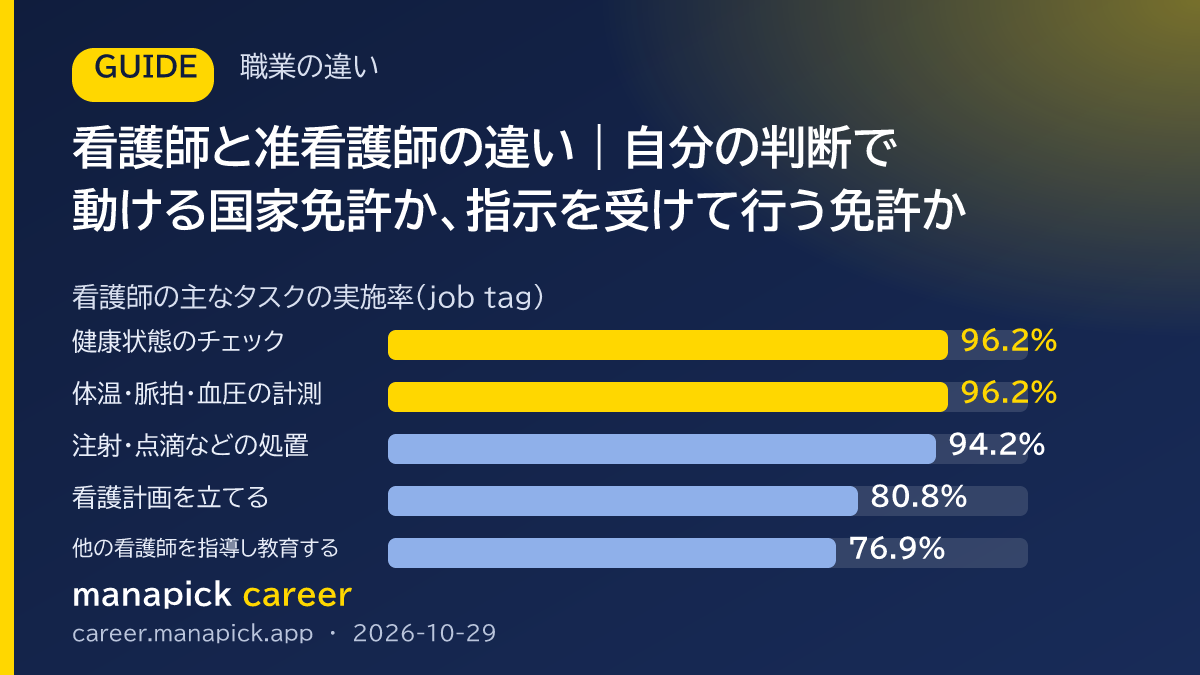 GUIDE 職業の違い
看護師と准看護師の違い｜自分の判断で
動ける国家免許か、指示を受けて行う免許か
看護師の主なタスクの実施率(job tag)
健康状態のチェック 96.2%
体温・脈拍・血圧の計測 96.2%
注射・点滴などの処置 94.2%
看護計画を立てる 80.8%
他の看護師を指導し教育する 76.9%
manapick career
career.manapick.app ・ 2026-10-29